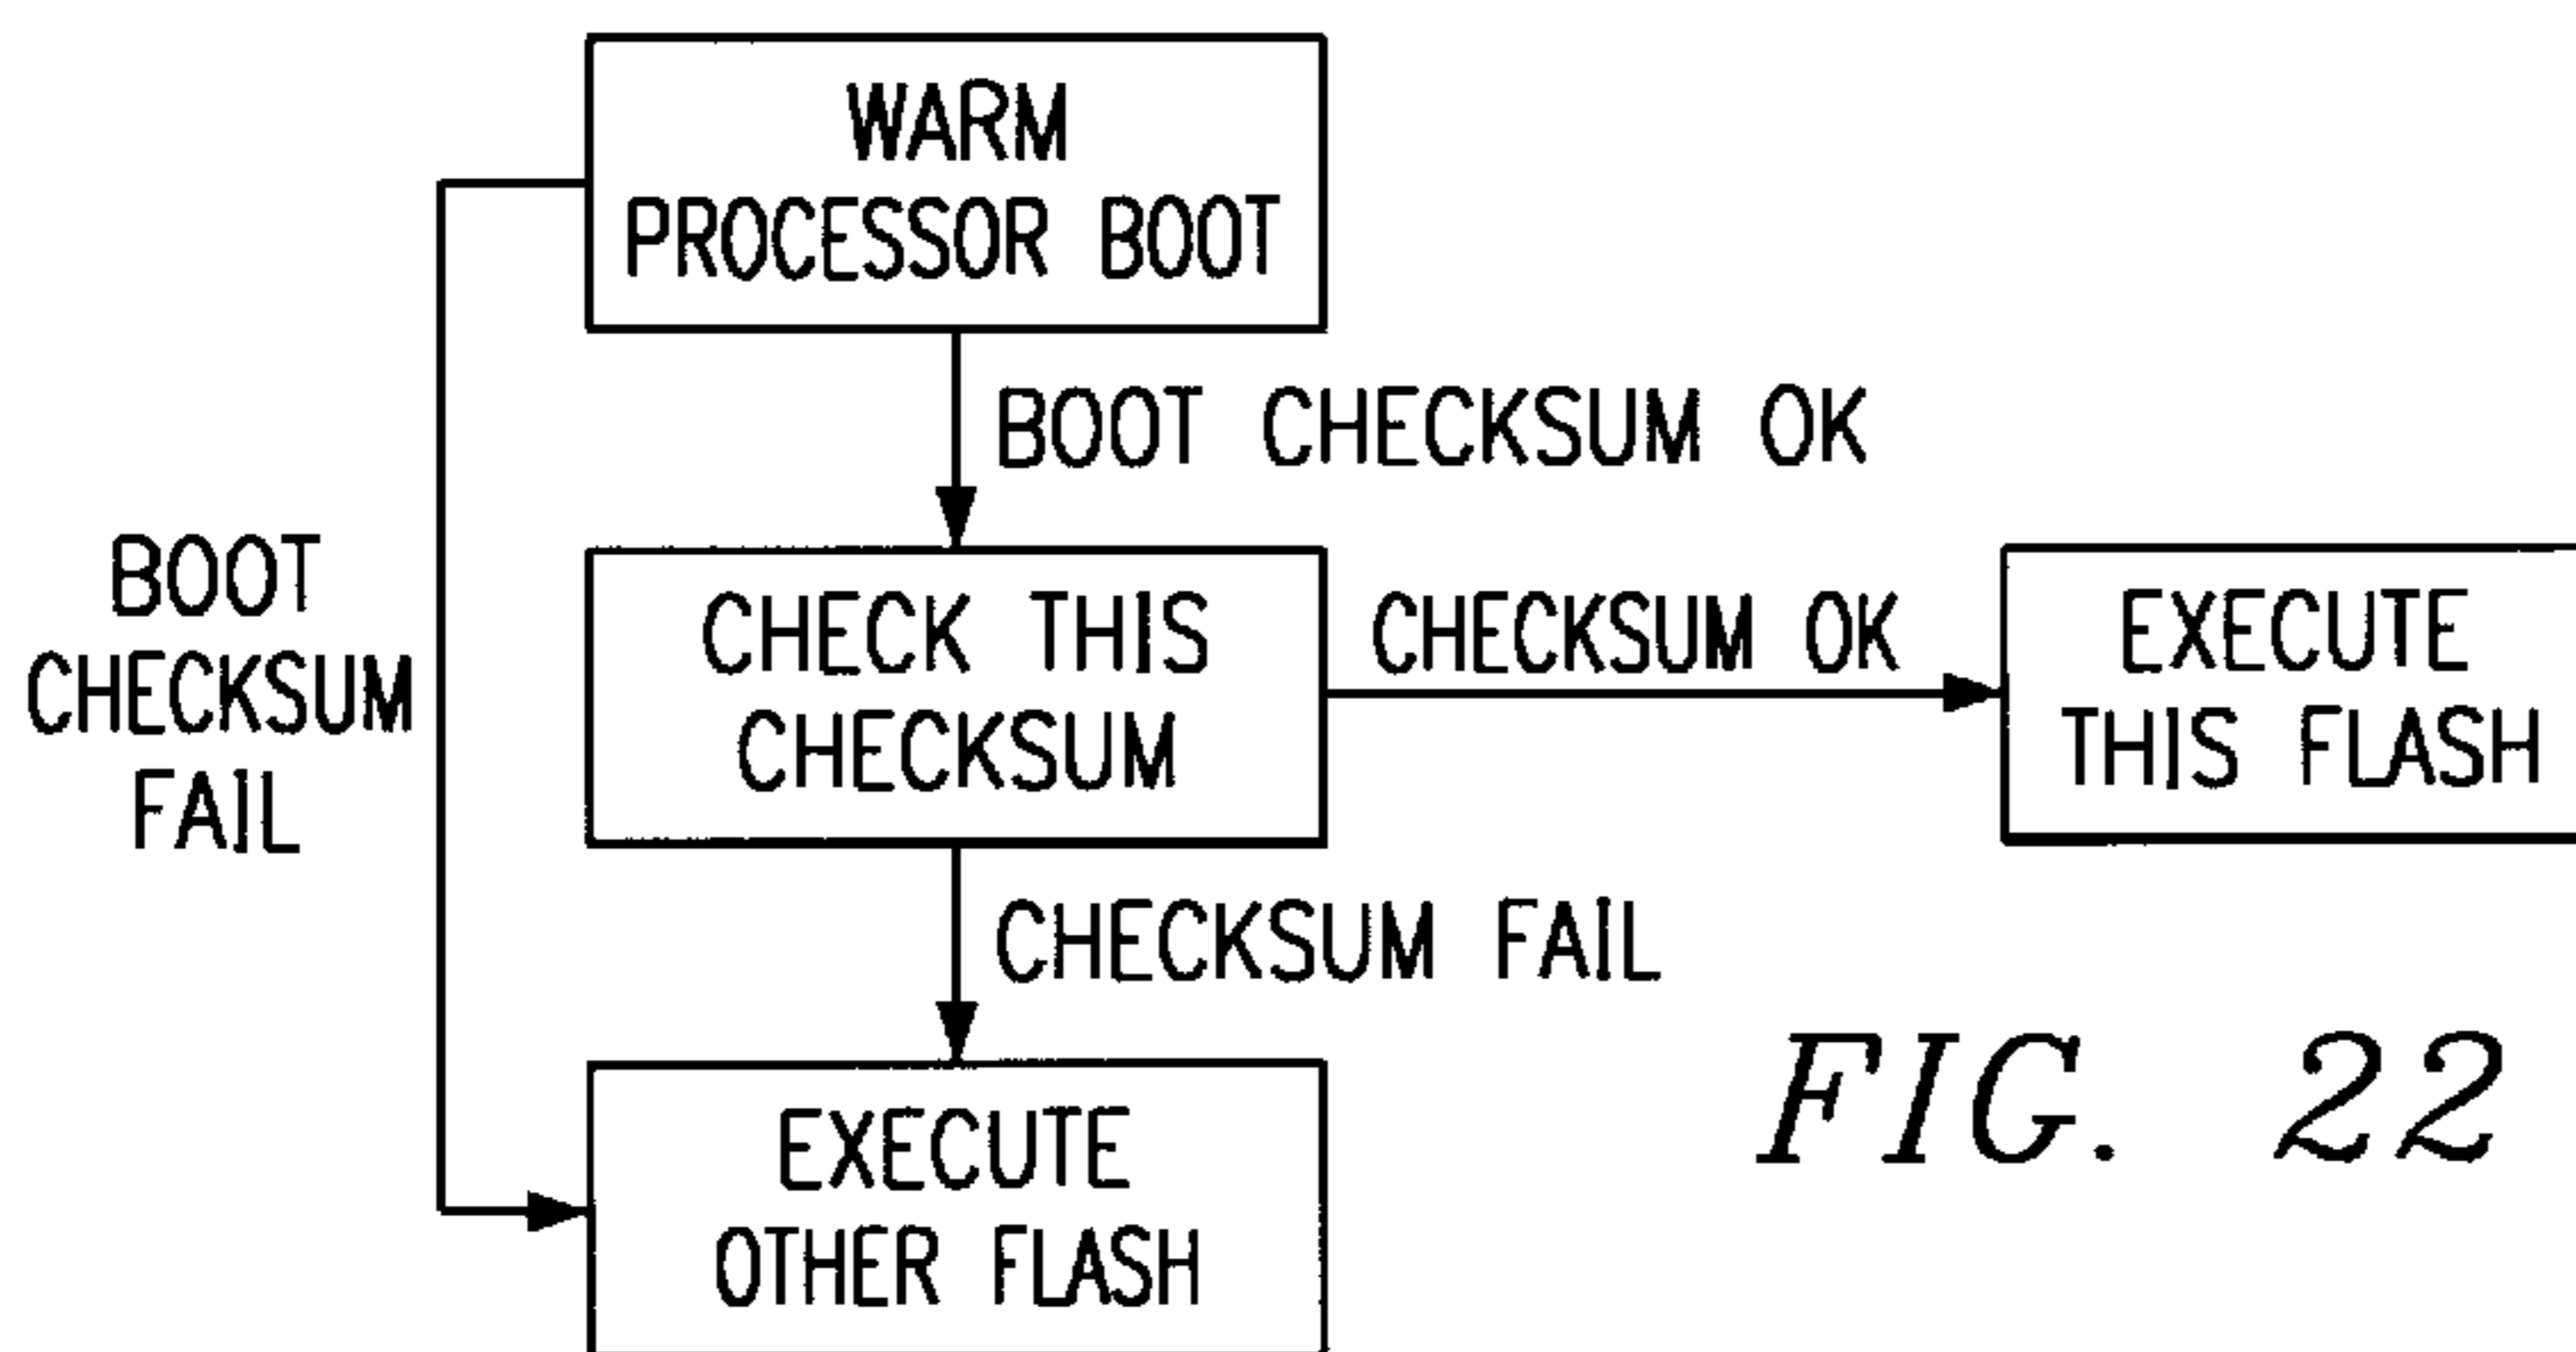 WARM
PROCESSOR BOOT
BOOT CHECKSUM OK
BOOT
CHECKSUM
FAIL
CHECK THIS
CHECKSUM
CHECKSUM OK
EXECUTE
THIS FLASH
CHECKSUM FAIL
EXECUTE
OTHER FLASH
FIG. 22